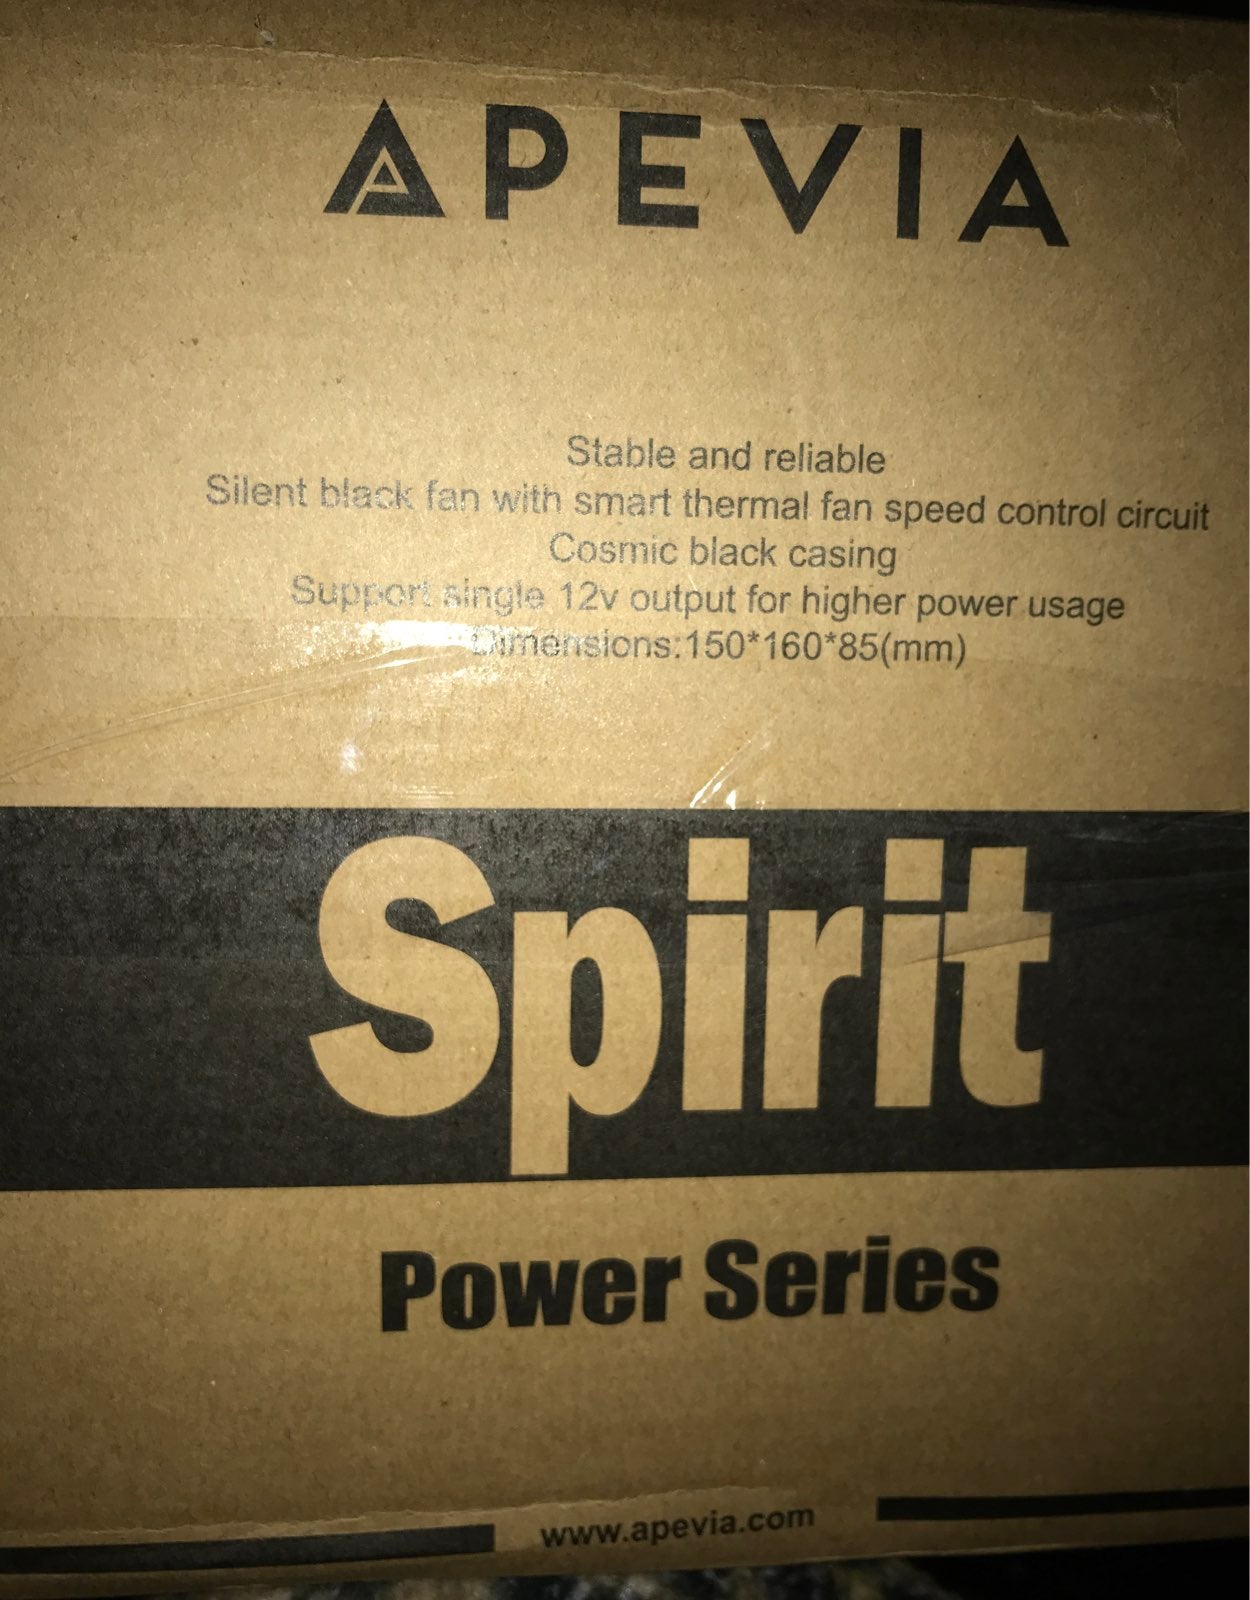 APEVIA
Stable and reliable
Silent black fan with smart thermal fan speed control circuit
Cosmic black casing
Support single 12v output for higher power usage
Dimensions:150*160*85(mm)
Spirit
Power Series
www.apevia.com